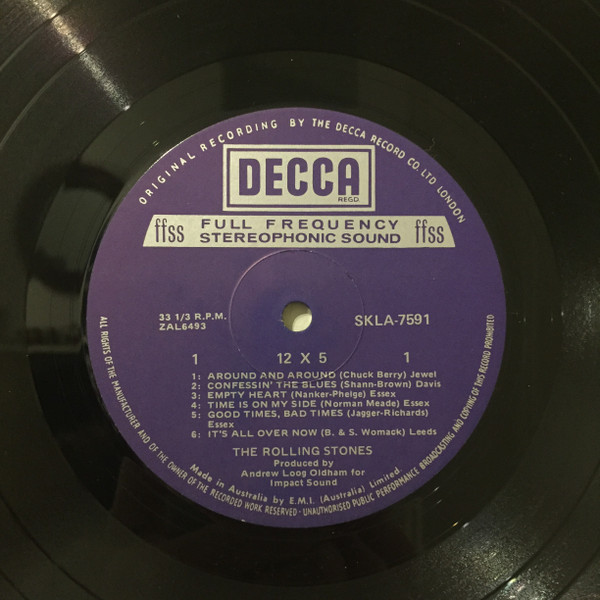 ORIGINAL RECORDING BY THE DECCA RECORD CO. LTD LONDON
DECCA
REGD.
ffss FULL FREQUENCY STEREOPHONIC SOUND ffss
33 1/3 R.P.M.
ZAL6493
SKLA-7591
1 12 X 5 1
1: AROUND AND AROUND (Chuck Berry) Jewel
2: CONFESSIN' THE BLUES (Shann-Brown) Davis
3: EMPTY HEART (Nanker-Phelge) Essex
4: TIME IS ON MY SIDE (Norman Meade) Essex
5: GOOD TIMES, BAD TIMES (Jagger-Richards)
Essex
6: IT'S ALL OVER NOW (B. & S. Womack) Leeds
THE ROLLING STONES
Produced by
Andrew Loog Oldham for
Impact Sound
Made in Australia by E.M.I. (Australia) Limited
ALL RIGHTS OF THE MANUFACTURER AND OF THE OWNER OF THE RECORDED WORK RESERVED · UNAUTHORISED PUBLIC PERFORMANCE BROADCASTING AND COPYING OF THIS RECORD PROHIBITED